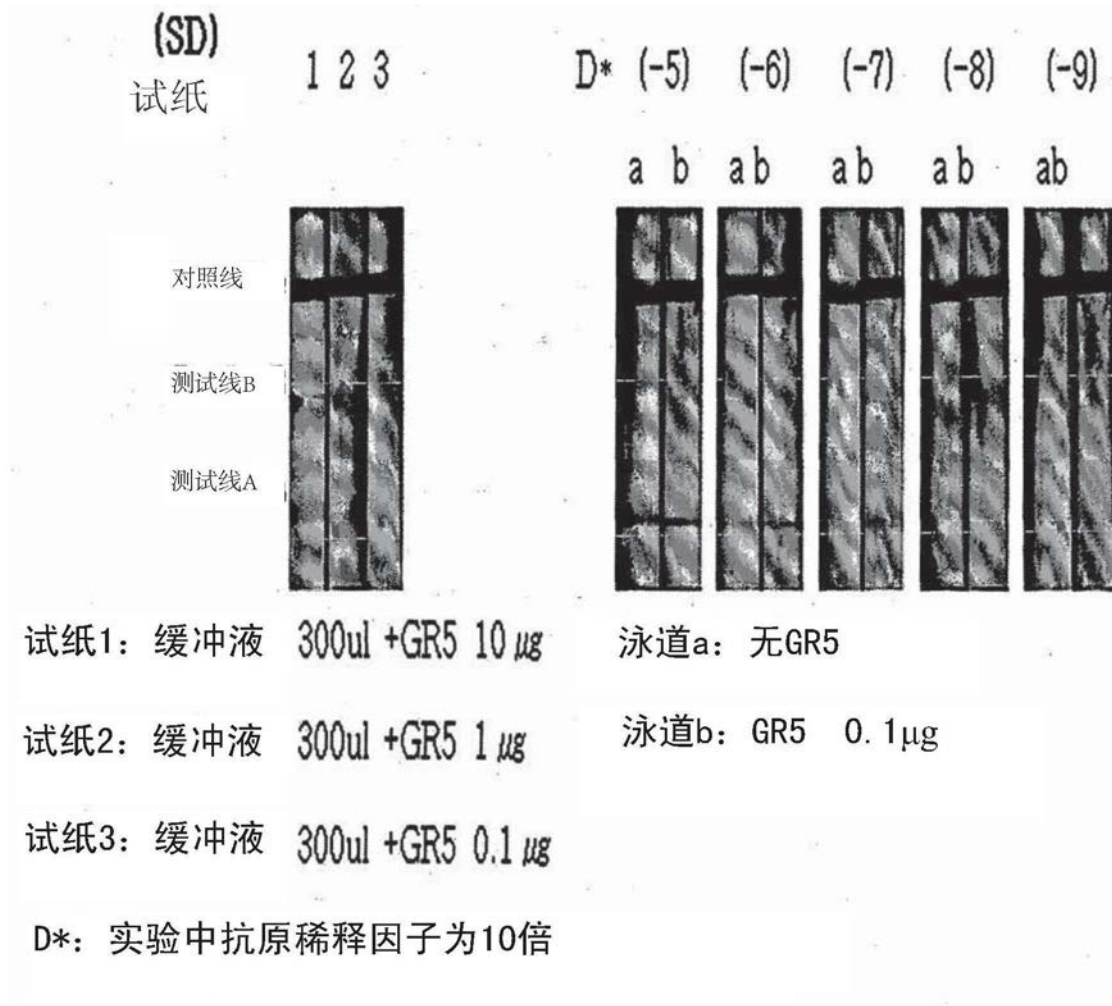 (SD)
试纸
1 2 3
D* (-5) (-6) (-7) (-8) (-9)
a b ab ab ab ab
对照线
测试线B
测试线A
试纸1：缓冲液 300ul +GR5 10 μg
试纸2：缓冲液 300ul +GR5 1 μg
试纸3：缓冲液 300ul +GR5 0.1 μg
泳道a：无GR5
泳道b：GR5 0.1μg
D*：实验中抗原稀释因子为10倍